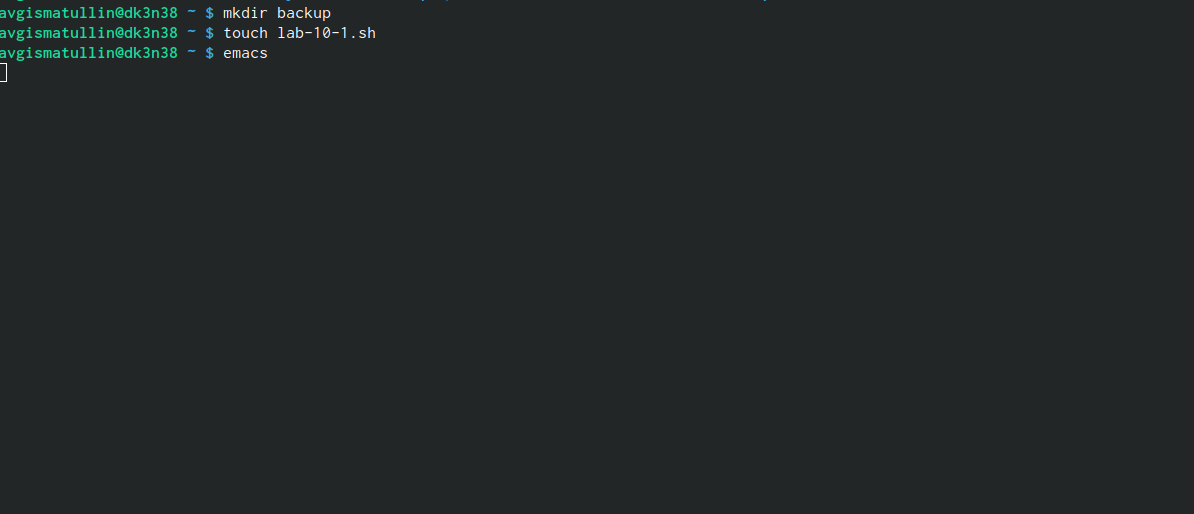 avgismatullin@dk3n38 ~ $ mkdir backup
avgismatullin@dk3n38 ~ $ touch lab-10-1.sh
avgismatullin@dk3n38 ~ $ emacs